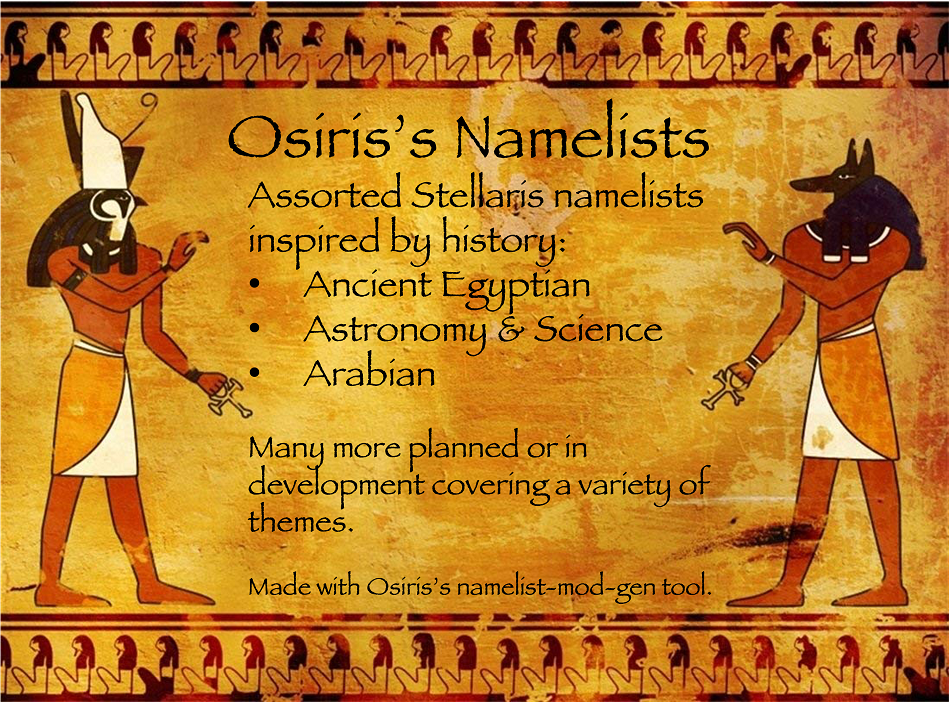 Osiris's Namelists
Assorted Stellaris namelists
inspired by history:
• Ancient Egyptian
• Astronomy & Science
• Arabian
Many more planned or in
development covering a variety of
themes.
Made with Osiris's namelist-mod-gen tool.